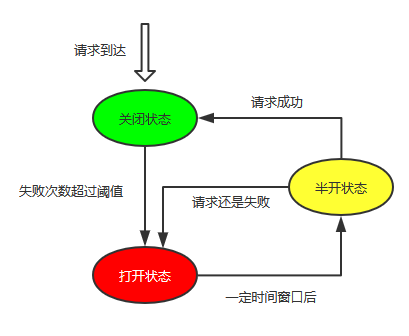 请求到达
关闭状态
请求成功
失败次数超过阈值
请求还是失败
半开状态
打开状态
一定时间窗口后